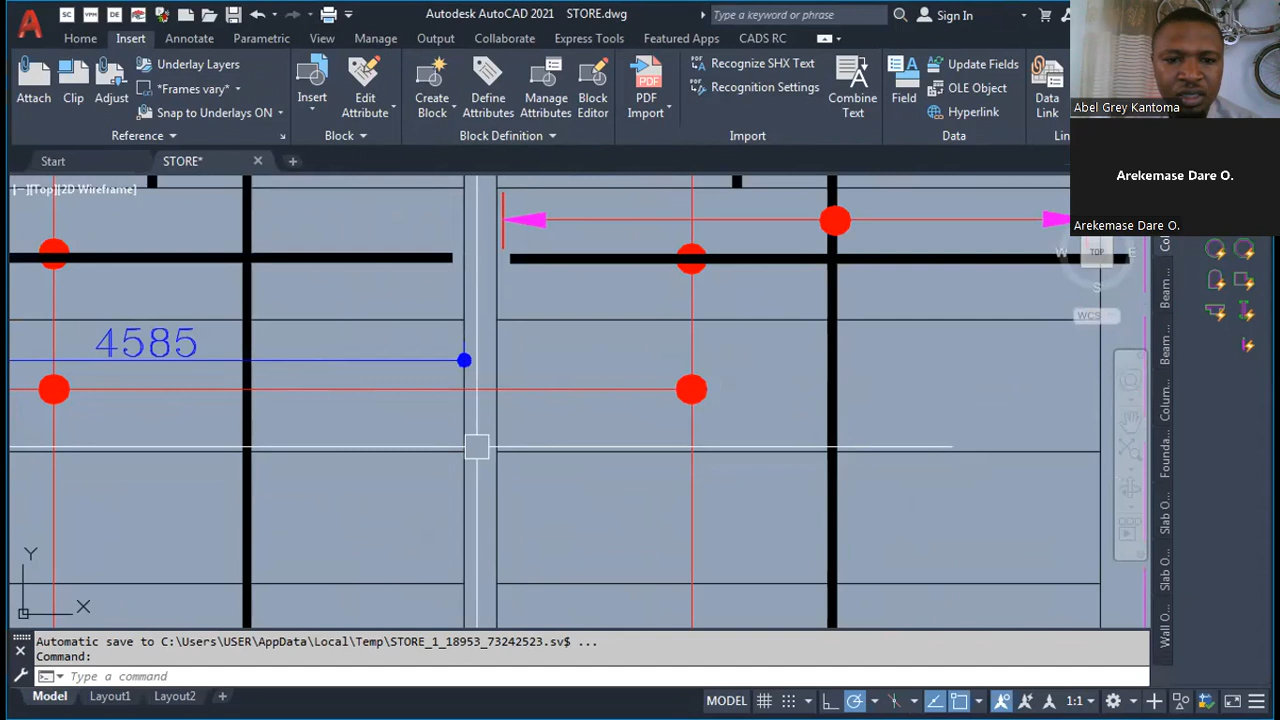 SC VPM DE Autodesk AutoCAD 2021 STORE.dwg Type a keyword or phrase Sign In
Home Insert Annotate Parametric View Manage Output Collaborate Express Tools Featured Apps CADS RC
Attach Clip Adjust
Underlay Layers
*Frames vary*
Snap to Underlays ON
Insert Edit Attribute
Create Block Define Attributes Manage Attributes Block Editor
PDF Import
Recognize SHX Text
Recognition Settings
Combine Text
Field
Update Fields
OLE Object
Hyperlink
Data Link
Reference Block Block Definition Import Data
Start STORE*
[−][Top][2D Wireframe]
Abel Grey Kantoma
Arekemase Dare O.
Arekemase Dare O.
W TOP E
S
WCS
4585
Y
X
Beam ...
Beam ...
Colum...
Founda...
Slab O...
Slab O...
Wall O...
Automatic save to C:\Users\USER\AppData\Local\Temp\STORE_1_18953_73242523.sv$ ...
Command:
Type a command
Model Layout1 Layout2 + MODEL 1:1